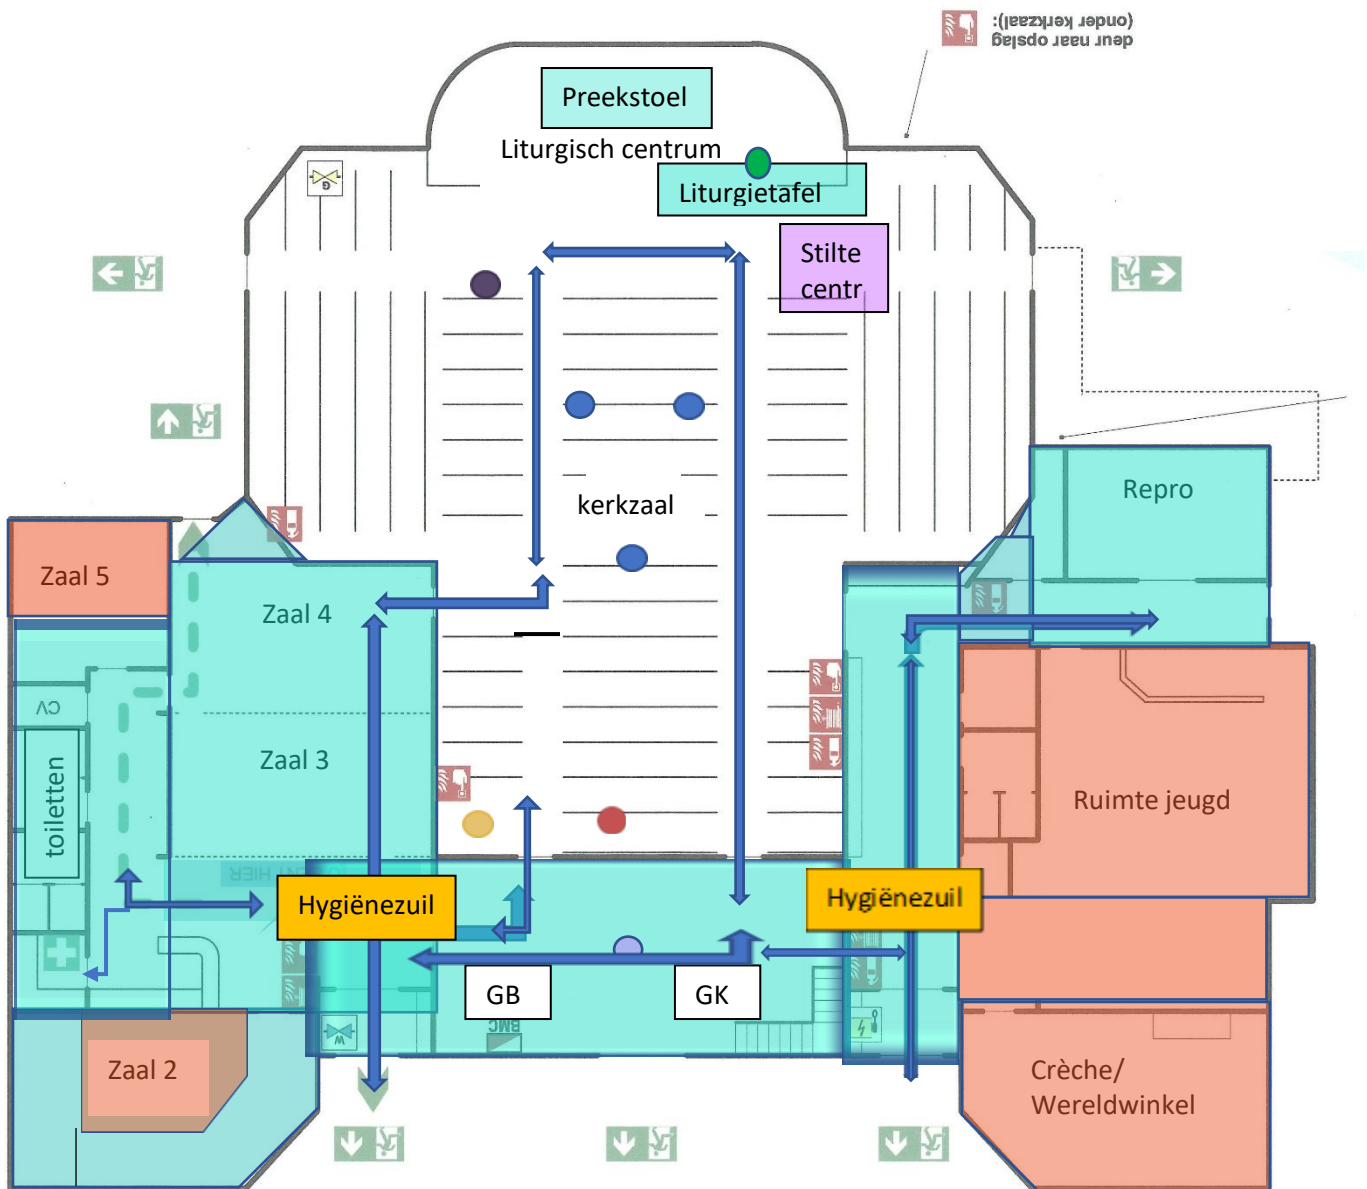 deur naar opslag
(onder kerkzaal):
Preekstoel
Liturgisch centrum
Liturgietafel
G
Stilte
centr
kerkzaal
Repro
Zaal 5
Zaal 4
CV
Zaal 3
toiletten
Ruimte jeugd
HIER
Hygiënezuil
Hygiënezuil
GB
GK
BMC
W
Zaal 2
Crèche/
Wereldwinkel